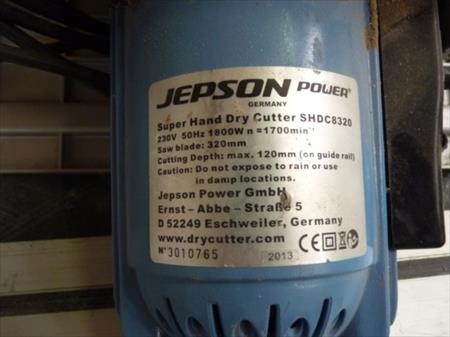 JEPSON POWER®
GERMANY
Super Hand Dry Cutter SHDC8320
230V 50Hz 1800W n =1700min⁻¹
Saw blade: 320mm
Cutting Depth: max. 120mm (on guide rail)
Caution: Do not expose to rain or use
in damp locations.
Jepson Power GmbH
Ernst - Abbe - Straße 5
D 52249 Eschweiler, Germany
www.drycutter.com CE
N° 3010765 2013